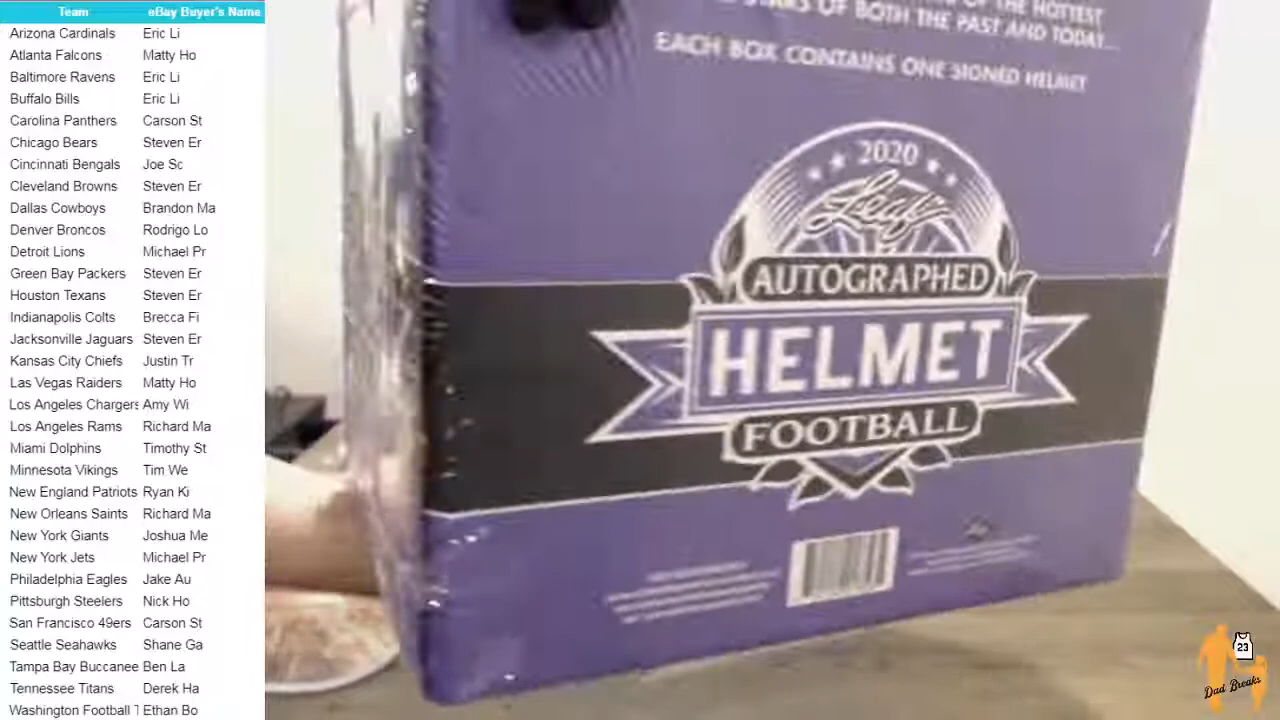 Team eBay Buyer's Name
Arizona Cardinals Eric Li
Atlanta Falcons Matty Ho
Baltimore Ravens Eric Li
Buffalo Bills Eric Li
Carolina Panthers Carson St
Chicago Bears Steven Er
Cincinnati Bengals Joe Sc
Cleveland Browns Steven Er
Dallas Cowboys Brandon Ma
Denver Broncos Rodrigo Lo
Detroit Lions Michael Pr
Green Bay Packers Steven Er
Houston Texans Steven Er
Indianapolis Colts Brecca Fi
Jacksonville Jaguars Steven Er
Kansas City Chiefs Justin Tr
Las Vegas Raiders Matty Ho
Los Angeles Chargers Amy Wi
Los Angeles Rams Richard Ma
Miami Dolphins Timothy St
Minnesota Vikings Tim We
New England Patriots Ryan Ki
New Orleans Saints Richard Ma
New York Giants Joshua Me
New York Jets Michael Pr
Philadelphia Eagles Jake Au
Pittsburgh Steelers Nick Ho
San Francisco 49ers Carson St
Seattle Seahawks Shane Ga
Tampa Bay Buccanee Ben La
Tennessee Titans Derek Ha
Washington Football T Ethan Bo
OF THE HOTTEST
OF BOTH THE PAST AND TODAY...
EACH BOX CONTAINS ONE SIGNED HELMET
2020
Leaf
AUTOGRAPHED
HELMET
FOOTBALL
23
Dad Breaks